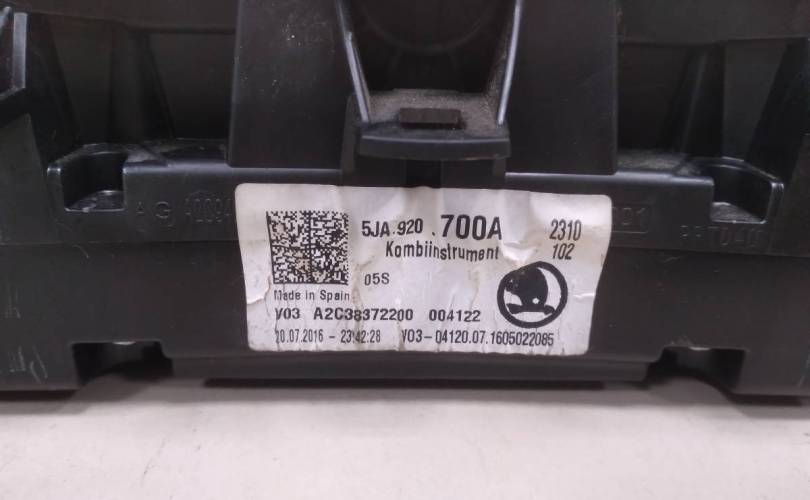 5JA.920 .700A 2310
Kombiinstrument 102
05S
Made in Spain
V03 A2C38372200 004122
20.07.2016 - 23:42:28 V03-04120.07.1605022085